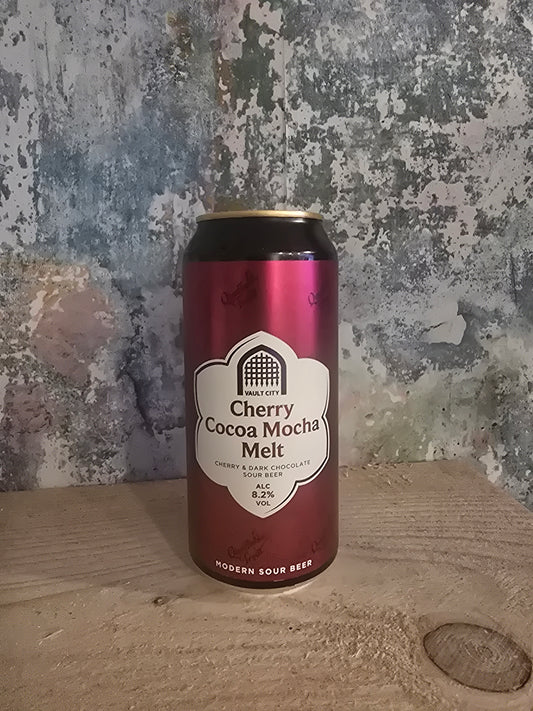 VAULT CITY
Cherry
Cocoa Mocha
Melt
CHERRY & DARK CHOCOLATE
SOUR BEER
ALC
8.2%
VOL
MODERN SOUR BEER